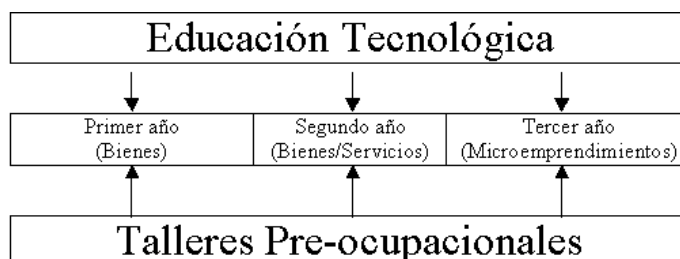 Educación Tecnológica
Primer año
(Bienes)
Segundo año
(Bienes/Servicios)
Tercer año
(Microemprendimientos)
Talleres Pre-ocupacionales